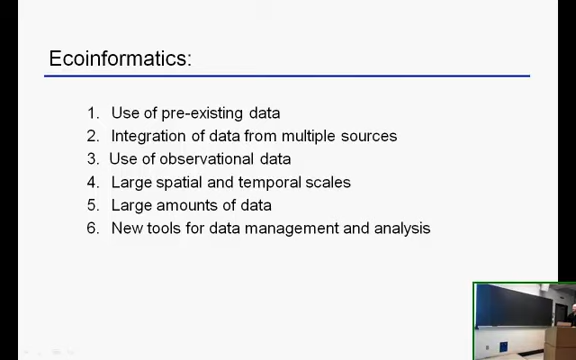 Ecoinformatics:
1. Use of pre-existing data
2. Integration of data from multiple sources
3. Use of observational data
4. Large spatial and temporal scales
5. Large amounts of data
6. New tools for data management and analysis